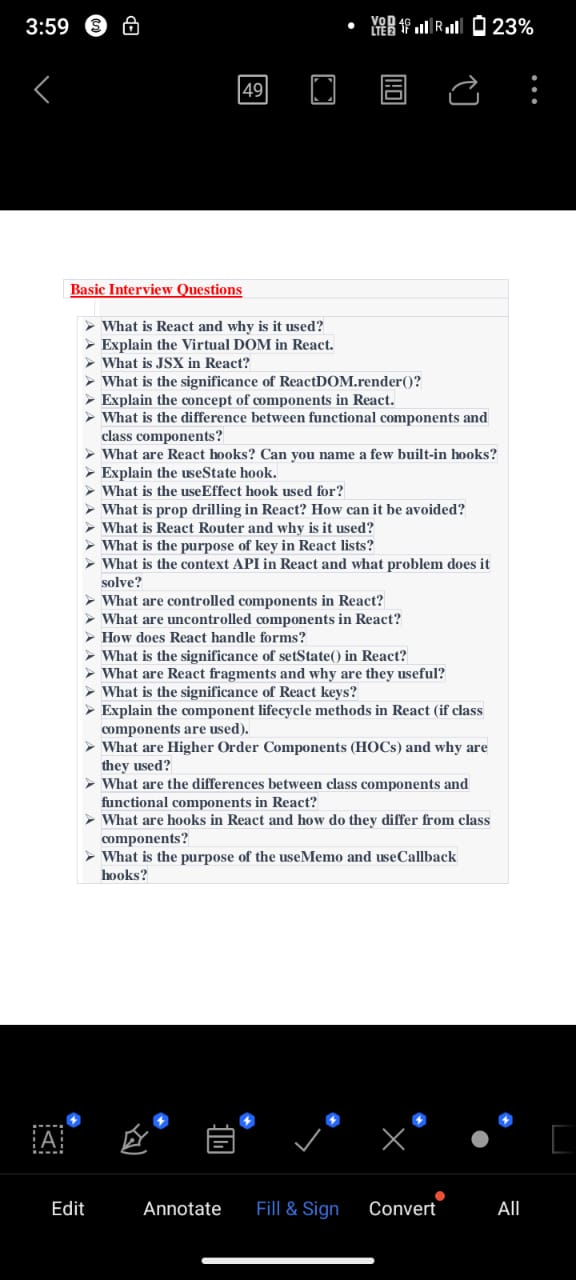 3:59
VoD 4G R 23%
LTE2
49
Basic Interview Questions
➢ What is React and why is it used?
➢ Explain the Virtual DOM in React.
➢ What is JSX in React?
➢ What is the significance of ReactDOM.render()?
➢ Explain the concept of components in React.
➢ What is the difference between functional components and
class components?
➢ What are React hooks? Can you name a few built-in hooks?
➢ Explain the useState hook.
➢ What is the useEffect hook used for?
➢ What is prop drilling in React? How can it be avoided?
➢ What is React Router and why is it used?
➢ What is the purpose of key in React lists?
➢ What is the context API in React and what problem does it
solve?
➢ What are controlled components in React?
➢ What are uncontrolled components in React?
➢ How does React handle forms?
➢ What is the significance of setState() in React?
➢ What are React fragments and why are they useful?
➢ What is the significance of React keys?
➢ Explain the component lifecycle methods in React (if class
components are used).
➢ What are Higher Order Components (HOCs) and why are
they used?
➢ What are the differences between class components and
functional components in React?
➢ What are hooks in React and how do they differ from class
components?
➢ What is the purpose of the useMemo and useCallback
hooks?
A
Edit Annotate Fill & Sign Convert All